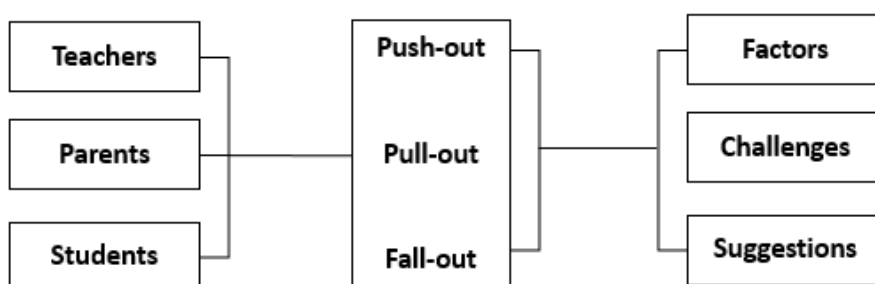 Teachers
Parents
Students
Push-out
Pull-out
Fall-out
Factors
Challenges
Suggestions